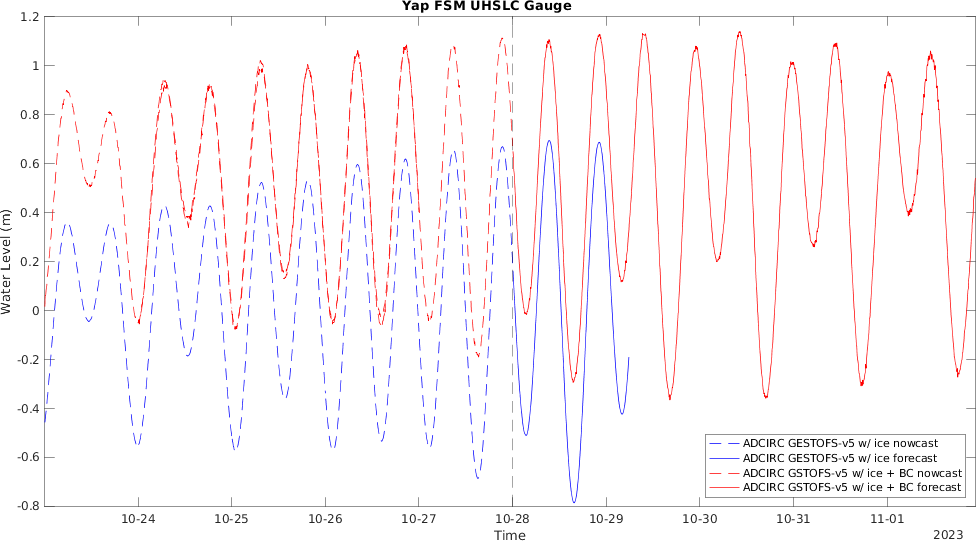 Yap FSM UHSLC Gauge
1.2
1
0.8
0.6
0.4
0.2
0
-0.2
-0.4
-0.6
-0.8
Water Level (m)
10-24 10-25 10-26 10-27 10-28 10-29 10-30 10-31 11-01
Time
2023
ADCIRC GESTOFS-v5 w/ ice nowcast
ADCIRC GESTOFS-v5 w/ ice forecast
ADCIRC GSTOFS-v5 w/ ice + BC nowcast
ADCIRC GSTOFS-v5 w/ ice + BC forecast